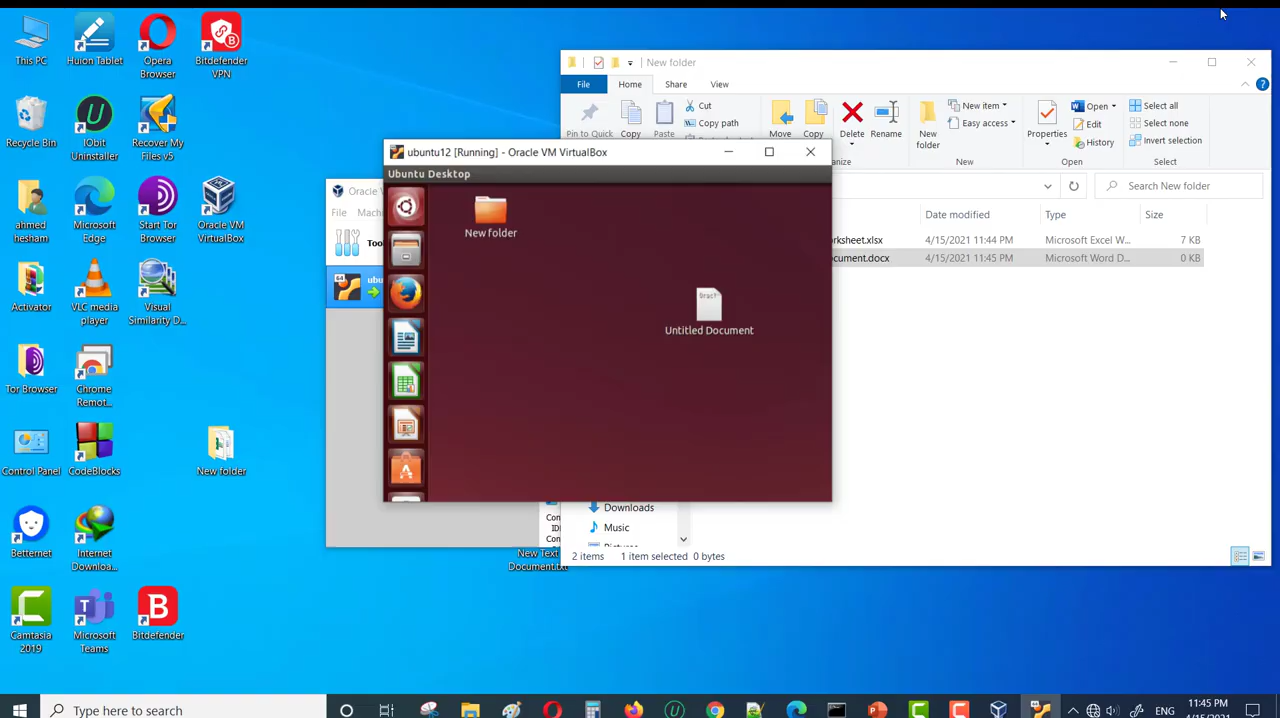 This PC
Huion Tablet
Opera
Browser
Bitdefender
VPN
Recycle Bin
IObit
Uninstaller
Recover My
Files v5
ahmed
hesham
Microsoft
Edge
Start Tor
Browser
Oracle VM
VirtualBox
Activator
VLC media
player
Visual
Similarity D...
Tor Browser
Chrome
Remot...
Control Panel
CodeBlocks
New folder
Betternet
Internet
Downloa...
Camtasia
2019
Microsoft
Teams
Bitdefender
New folder
File
Home
Share
View
Pin to Quick
Copy
Paste
Cut
Copy path
Move
Copy
Delete
Rename
New
folder
New item
Easy access
Properties
Open
Edit
History
Select all
Select none
Invert selection
New
Open
Select
Search New folder
Date modified
Type
Size
4/15/2021 11:44 PM
Microsoft Excel W...
7 KB
4/15/2021 11:45 PM
Microsoft Word D...
0 KB
Downloads
Music
2 items
1 item selected
0 bytes
Oracle
File
ubuntu12 [Running] - Oracle VM VirtualBox
Ubuntu Desktop
New folder
Untitled Document
64
New Text
Document.txt
Type here to search
ENG
11:45 PM